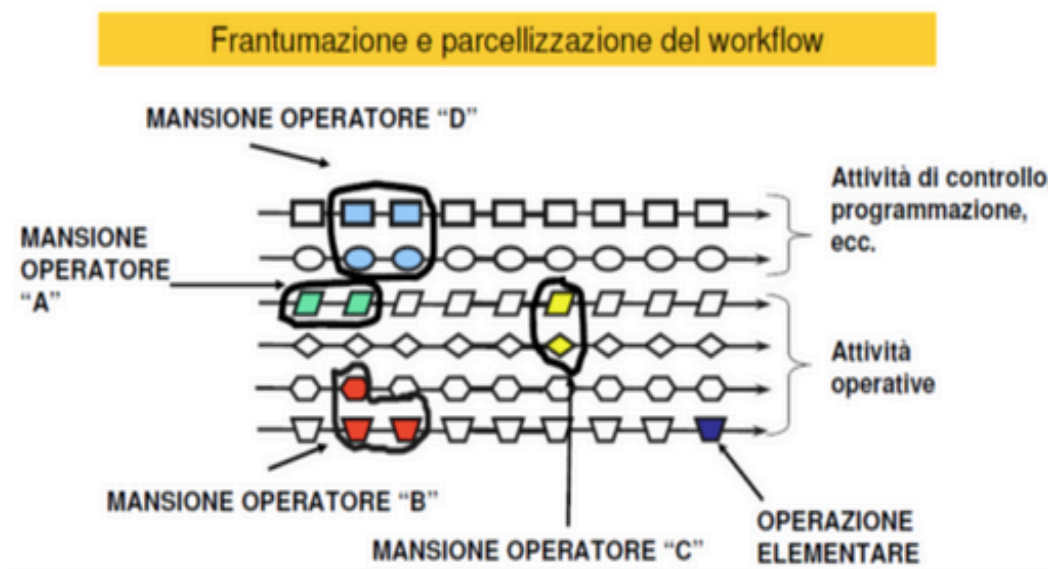 Frantumazione e parcellizzazione del workflow
MANSIONE OPERATORE “D”
Attività di controllo,
programmazione,
ecc.
MANSIONE
OPERATORE
“A”
Attività
operative
MANSIONE OPERATORE “B”
MANSIONE OPERATORE “C”
OPERAZIONE
ELEMENTARE